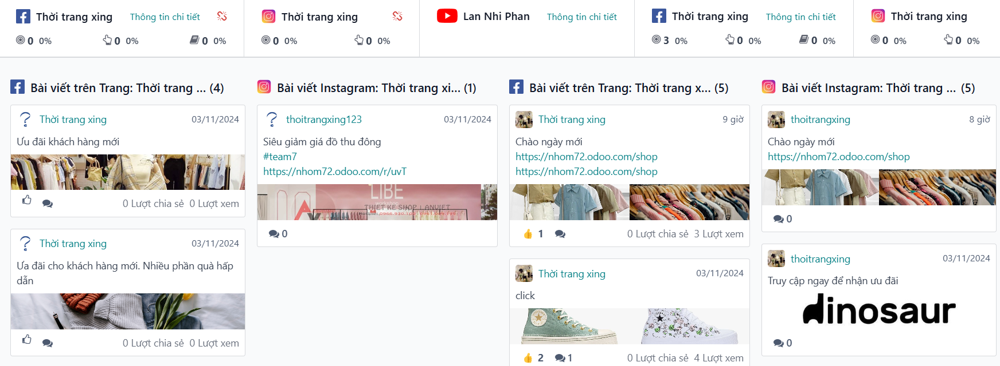 Thời trang xing Thông tin chi tiết
0 0% 0 0% 0 0%
Thời trang xing
0 0% 0 0%
Lan Nhi Phan Thông tin chi tiết
Thời trang xing Thông tin chi tiết
3 0% 0 0% 0 0%
Thời trang xing
0 0% 0 0%
Bài viết trên Trang: Thời trang ... (4)
Thời trang xing 03/11/2024
Ưu đãi khách hàng mới
0 Lượt chia sẻ 0 Lượt xem
Thời trang xing 03/11/2024
Ưa đãi cho khách hàng mới. Nhiều phần quà hấp
dẫn
0 Lượt chia sẻ 0 Lượt xem
Bài viết Instagram: Thời trang xi... (1)
thoitrangxing123 03/11/2024
Siêu giảm giá đồ thu đông
#team7
https://nhom72.odoo.com/r/uvT
LIBE
workshop
THIET KE SHOP LANVIET
0
Bài viết trên Trang: Thời trang x... (5)
Thời trang xing 9 giờ
Chào ngày mới
https://nhom72.odoo.com/shop
https://nhom72.odoo.com/shop
1 0 Lượt chia sẻ 3 Lượt xem
Thời trang xing 03/11/2024
click
2 1 0 Lượt chia sẻ 4 Lượt xem
Bài viết Instagram: Thời trang ... (5)
thoitrangxing 8 giờ
Chào ngày mới
https://nhom72.odoo.com/shop
0
thoitrangxing 03/11/2024
Truy cập ngay để nhận ưu đãi
dinosaur
0